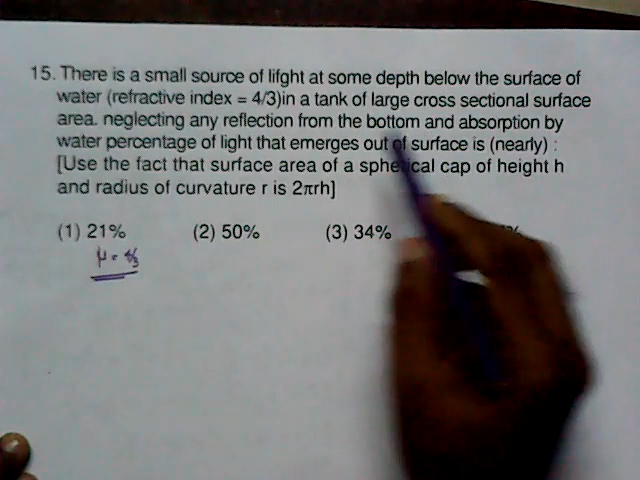 15. There is a small source of lifght at some depth below the surface of
water (refractive index = 4/3)in a tank of large cross sectional surface
area. neglecting any reflection from the bottom and absorption by
water percentage of light that emerges out of surface is (nearly) :
[Use the fact that surface area of a spherical cap of height h
and radius of curvature r is 2πrh]
(1) 21% (2) 50% (3) 34% %
μ = 4/3